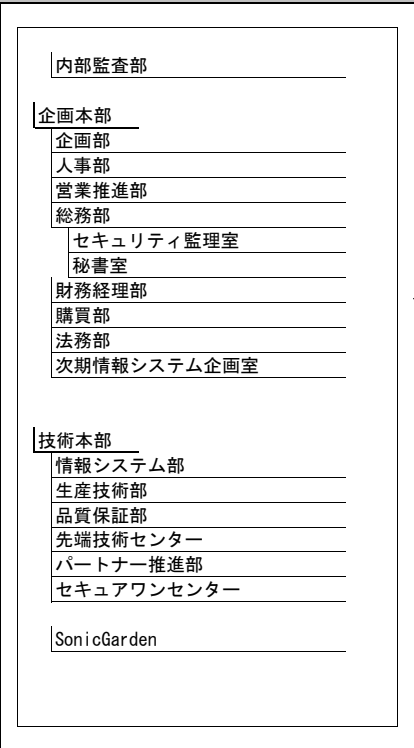 内部監査部
企画本部
企画部
人事部
営業推進部
総務部
セキュリティ監理室
秘書室
財務経理部
購買部
法務部
次期情報システム企画室
技術本部
情報システム部
生産技術部
品質保証部
先端技術センター
パートナー推進部
セキュアワンセンター
SonicGarden